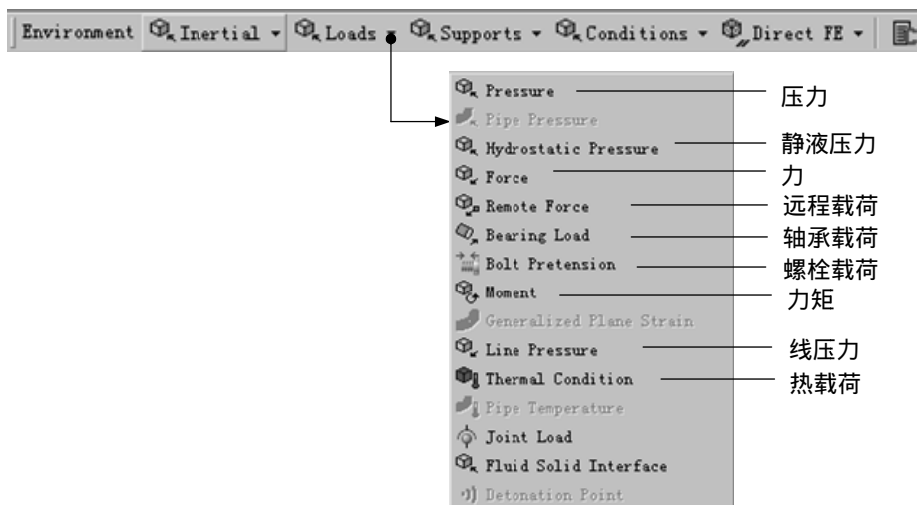 Environment Inertial Loads Supports Conditions Direct FE
Pressure 压力
Pipe Pressure
Hydrostatic Pressure 静液压力
Force 力
Remote Force 远程载荷
Bearing Load 轴承载荷
Bolt Pretension 螺栓载荷
Moment 力矩
Generalized Plane Strain
Line Pressure 线压力
Thermal Condition 热载荷
Pipe Temperature
Joint Load
Fluid Solid Interface
Detonation Point